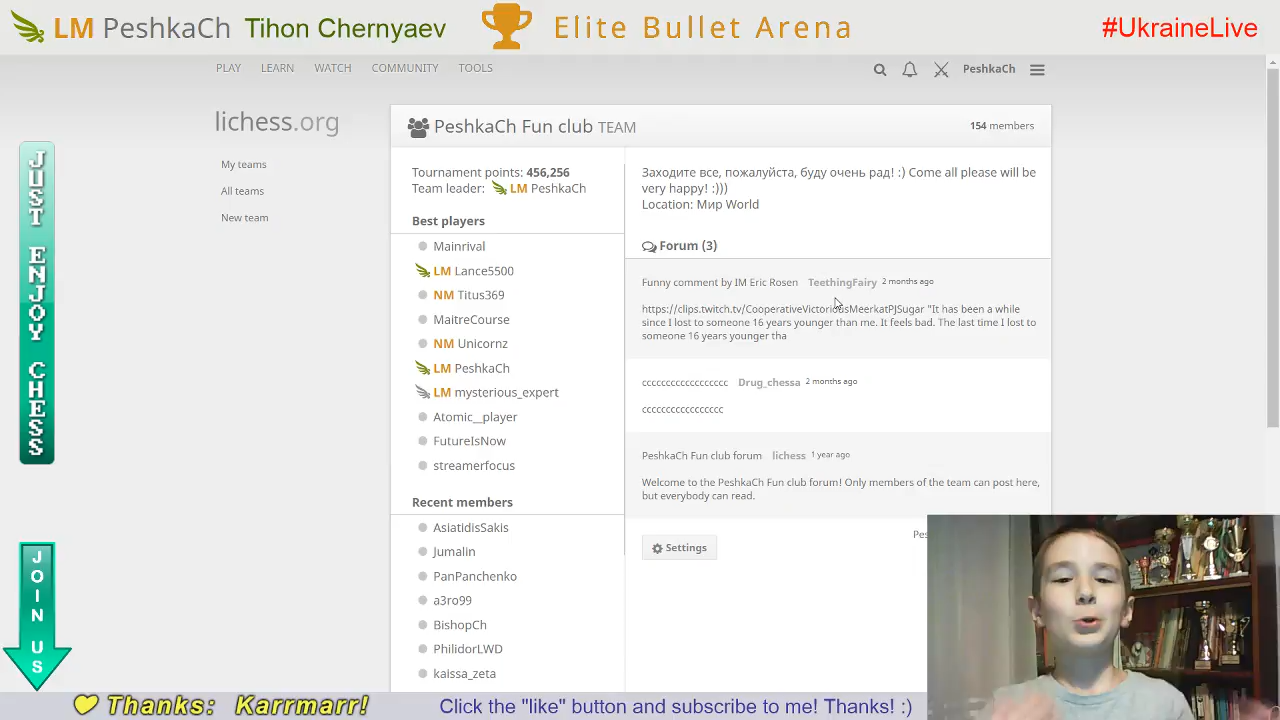 LM PeshkaCh Tihon Chernyaev Elite Bullet Arena #UkraineLive
PLAY LEARN WATCH COMMUNITY TOOLS PeshkaCh
lichess.org
My teams
All teams
New team
PeshkaCh Fun club TEAM 154 members
Tournament points: 456,256
Team leader: LM PeshkaCh
Best players
Mainrival
LM Lance5500
NM Titus369
MaitreCourse
NM Unicornz
LM PeshkaCh
LM mysterious_expert
Atomic__player
FutureIsNow
streamerfocus
Recent members
AsiatidisSakis
Jumalin
PanPanchenko
a3ro99
BishopCh
PhilidorLWD
kaissa_zeta
Заходите все, пожалуйста, буду очень рад! :) Come all please will be
very happy! :)))
Location: Мир World
Forum (3)
Funny comment by IM Eric Rosen TeethingFairy 2 months ago
https://clips.twitch.tv/CooperativeVictoriousMeerkatPJSugar "It has been a while
since I lost to someone 16 years younger than me. It feels bad. The last time I lost to
someone 16 years younger tha
cccccccccccccccccc Drug_chessa 2 months ago
ccccccccccccccccc
PeshkaCh Fun club forum lichess 1 year ago
Welcome to the PeshkaCh Fun club forum! Only members of the team can post here,
but everybody can read.
Pes
Settings
JUST ENJOY CHESS
JOIN US
Thanks: Karrmarr! Click the "like" button and subscribe to me! Thanks! :)